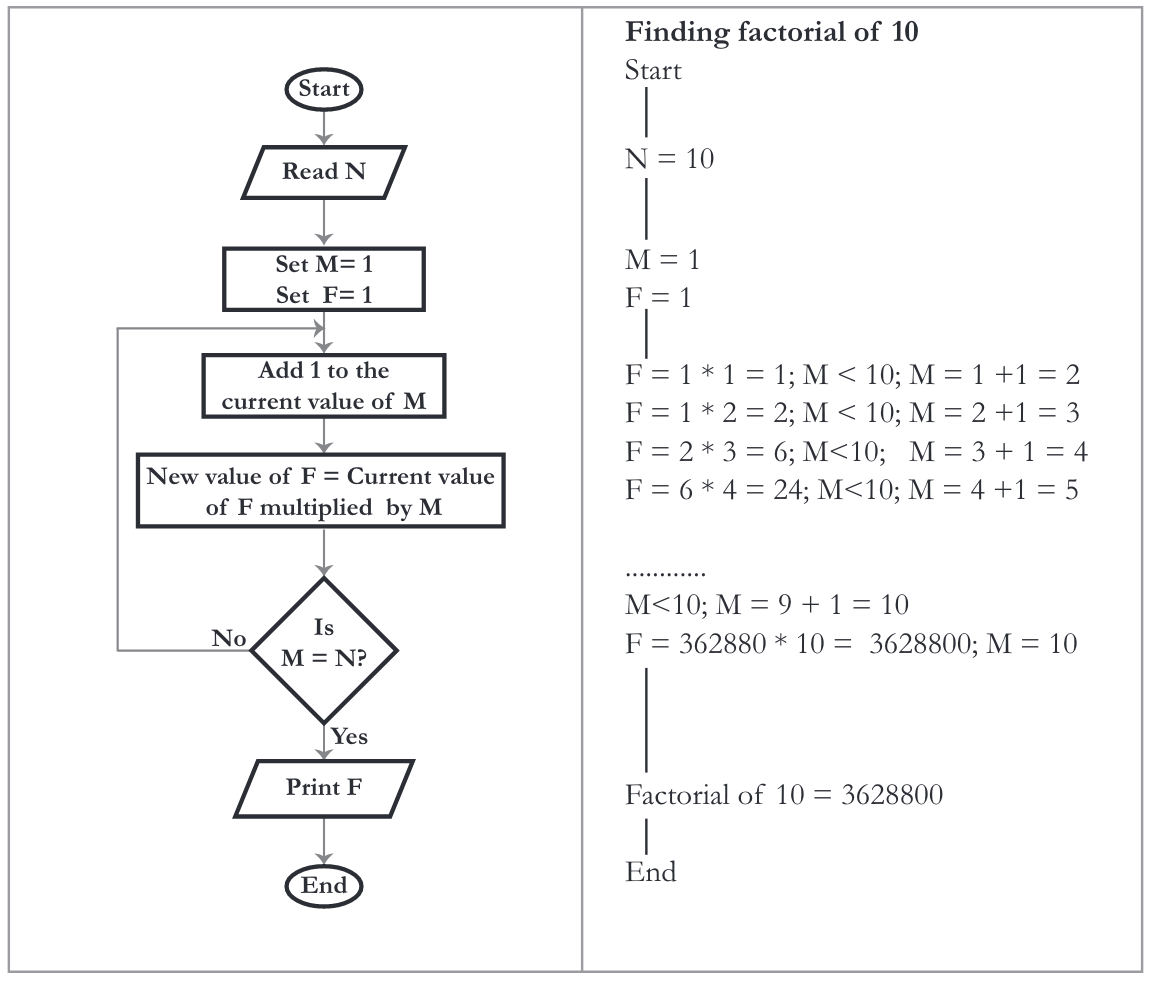 Start
Read N
Set M= 1
Set F= 1
Add 1 to the
current value of M
New value of F = Current value
of F multiplied by M
Is
M = N?
No
Yes
Print F
End
Finding factorial of 10
Start
N = 10
M = 1
F = 1
F = 1 * 1 = 1; M < 10; M = 1 +1 = 2
F = 1 * 2 = 2; M < 10; M = 2 +1 = 3
F = 2 * 3 = 6; M<10; M = 3 + 1 = 4
F = 6 * 4 = 24; M<10; M = 4 +1 = 5
............
M<10; M = 9 + 1 = 10
F = 362880 * 10 = 3628800; M = 10
Factorial of 10 = 3628800
End